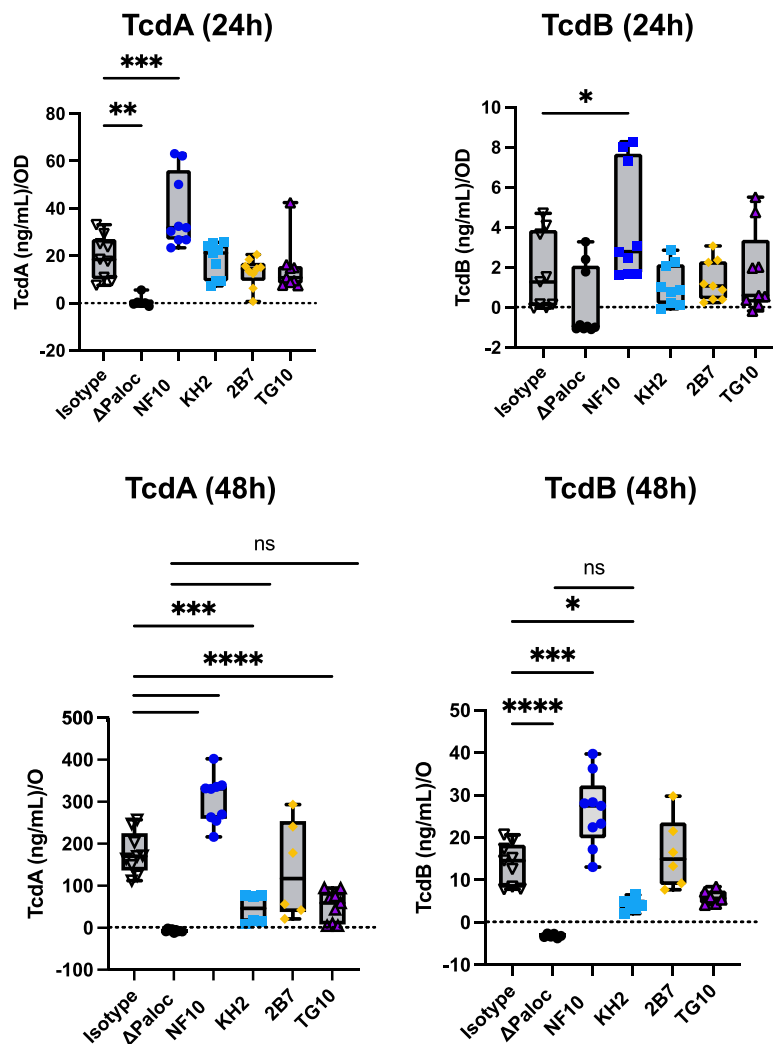 TcdA (24h)
TcdA (ng/mL)/OD
80
60
40
20
0
-20
***
**
Isotype
ΔPaloc
NF10
KH2
2B7
TG10
TcdB (24h)
TcdB (ng/mL)/OD
10
8
6
4
2
0
-2
*
Isotype
ΔPaloc
NF10
KH2
2B7
TG10
TcdA (48h)
ns
***
****
TcdA (ng/mL)/O
500
400
300
200
100
0
-100
Isotype
ΔPaloc
NF10
KH2
2B7
TG10
TcdB (48h)
ns
*
***
****
TcdB (ng/mL)/O
50
40
30
20
10
0
-10
Isotype
ΔPaloc
NF10
KH2
2B7
TG10